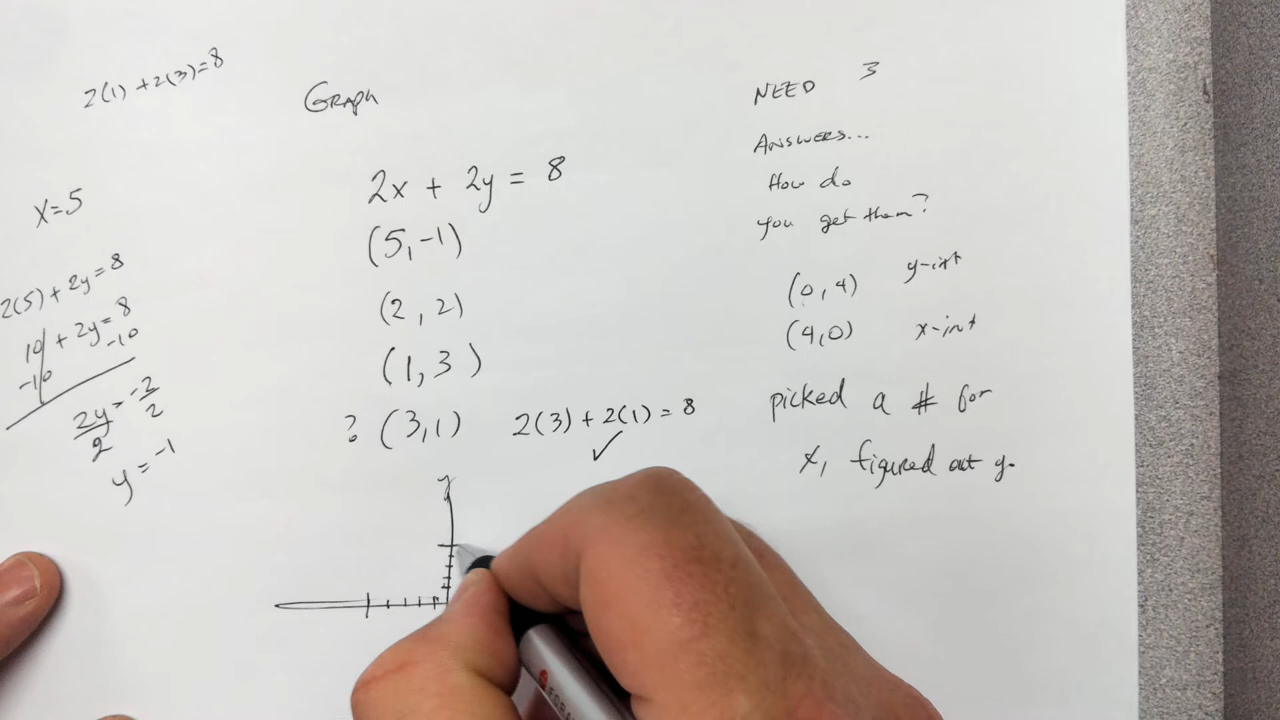 2(1) + 2(3) = 8
x = 5
2(5) + 2y = 8
10 + 2y = 8
-10 -10
2y = -2
2 2
y = -1
Graph
2x + 2y = 8
(5, -1)
(2, 2)
(1, 3)
? (3, 1) 2(3) + 2(1) = 8
✓
y
NEED 3
ANSWERS...
How do
you get them?
(0, 4) y-int
(4, 0) x-int
picked a # for
x, figured out y.